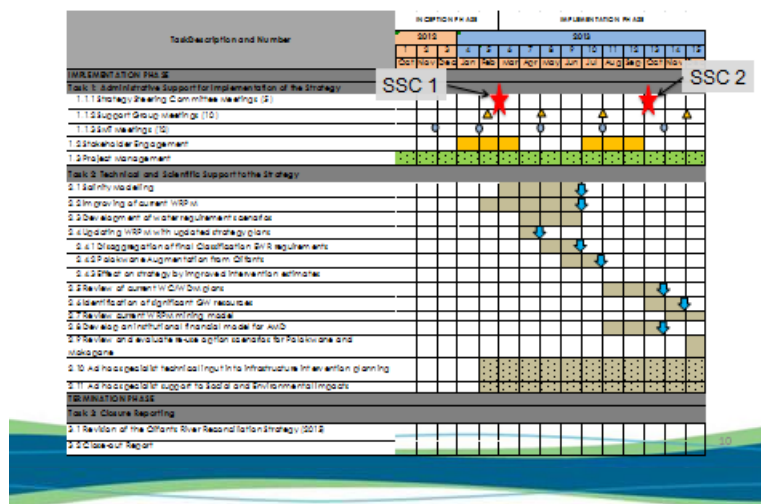 INCEPTION PHASE IMPLEMENTATION PHASE
TaskDescription and Number
2012 2013
1 2 3 4 5 6 7 8 9 10 11 12 13 14 15
Oct Nov Dec Jan Feb Mar Apr May Jun Jul Aug Sep Oct Nov
IMPLEMENTATION PHASE
Task 1: Administrative Support for Implementation of the Strategy
SSC 1
SSC 2
1.1.1 Strategy Steering Committee Meetings (5)
1.1.2 Support Group Meetings (10)
1.1.3 SMT Meetings (12)
1.2 Stakeholder Engagement
1.3 Project Management
Task 2: Technical and Scientific Support to the Strategy
2.1 Salinity Modelling
2.2 Improving of current WRPM
2.3 Development of water requirement scenarios
2.4 Updating WRPM with updated strategy plans
2.4.1 Disaggregation of final Classification EWR requirements
2.4.2 Polokwane Augmentation from Olifants
2.4.3 Effect on strategy by improved intervention estimates
2.5 Review of current WC/WDM plans
2.6 Identification of significant GW resources
2.7 Review current WRPM mining model
2.8 Develop an institutional financial model for AMD
2.9 Review and evaluate re-use option scenarios for Polokwane and
Mokopane
2.10 Ad hoc specialist technical input into infrastructure intervention planning
2.11 Ad hoc specialist support to Social and Environmental Impacts
TERMINATION PHASE
Task 3: Closure Reporting
3.1 Revision of the Olifants River Reconciliation Strategy (2015)
3.2 Close-out Report
10